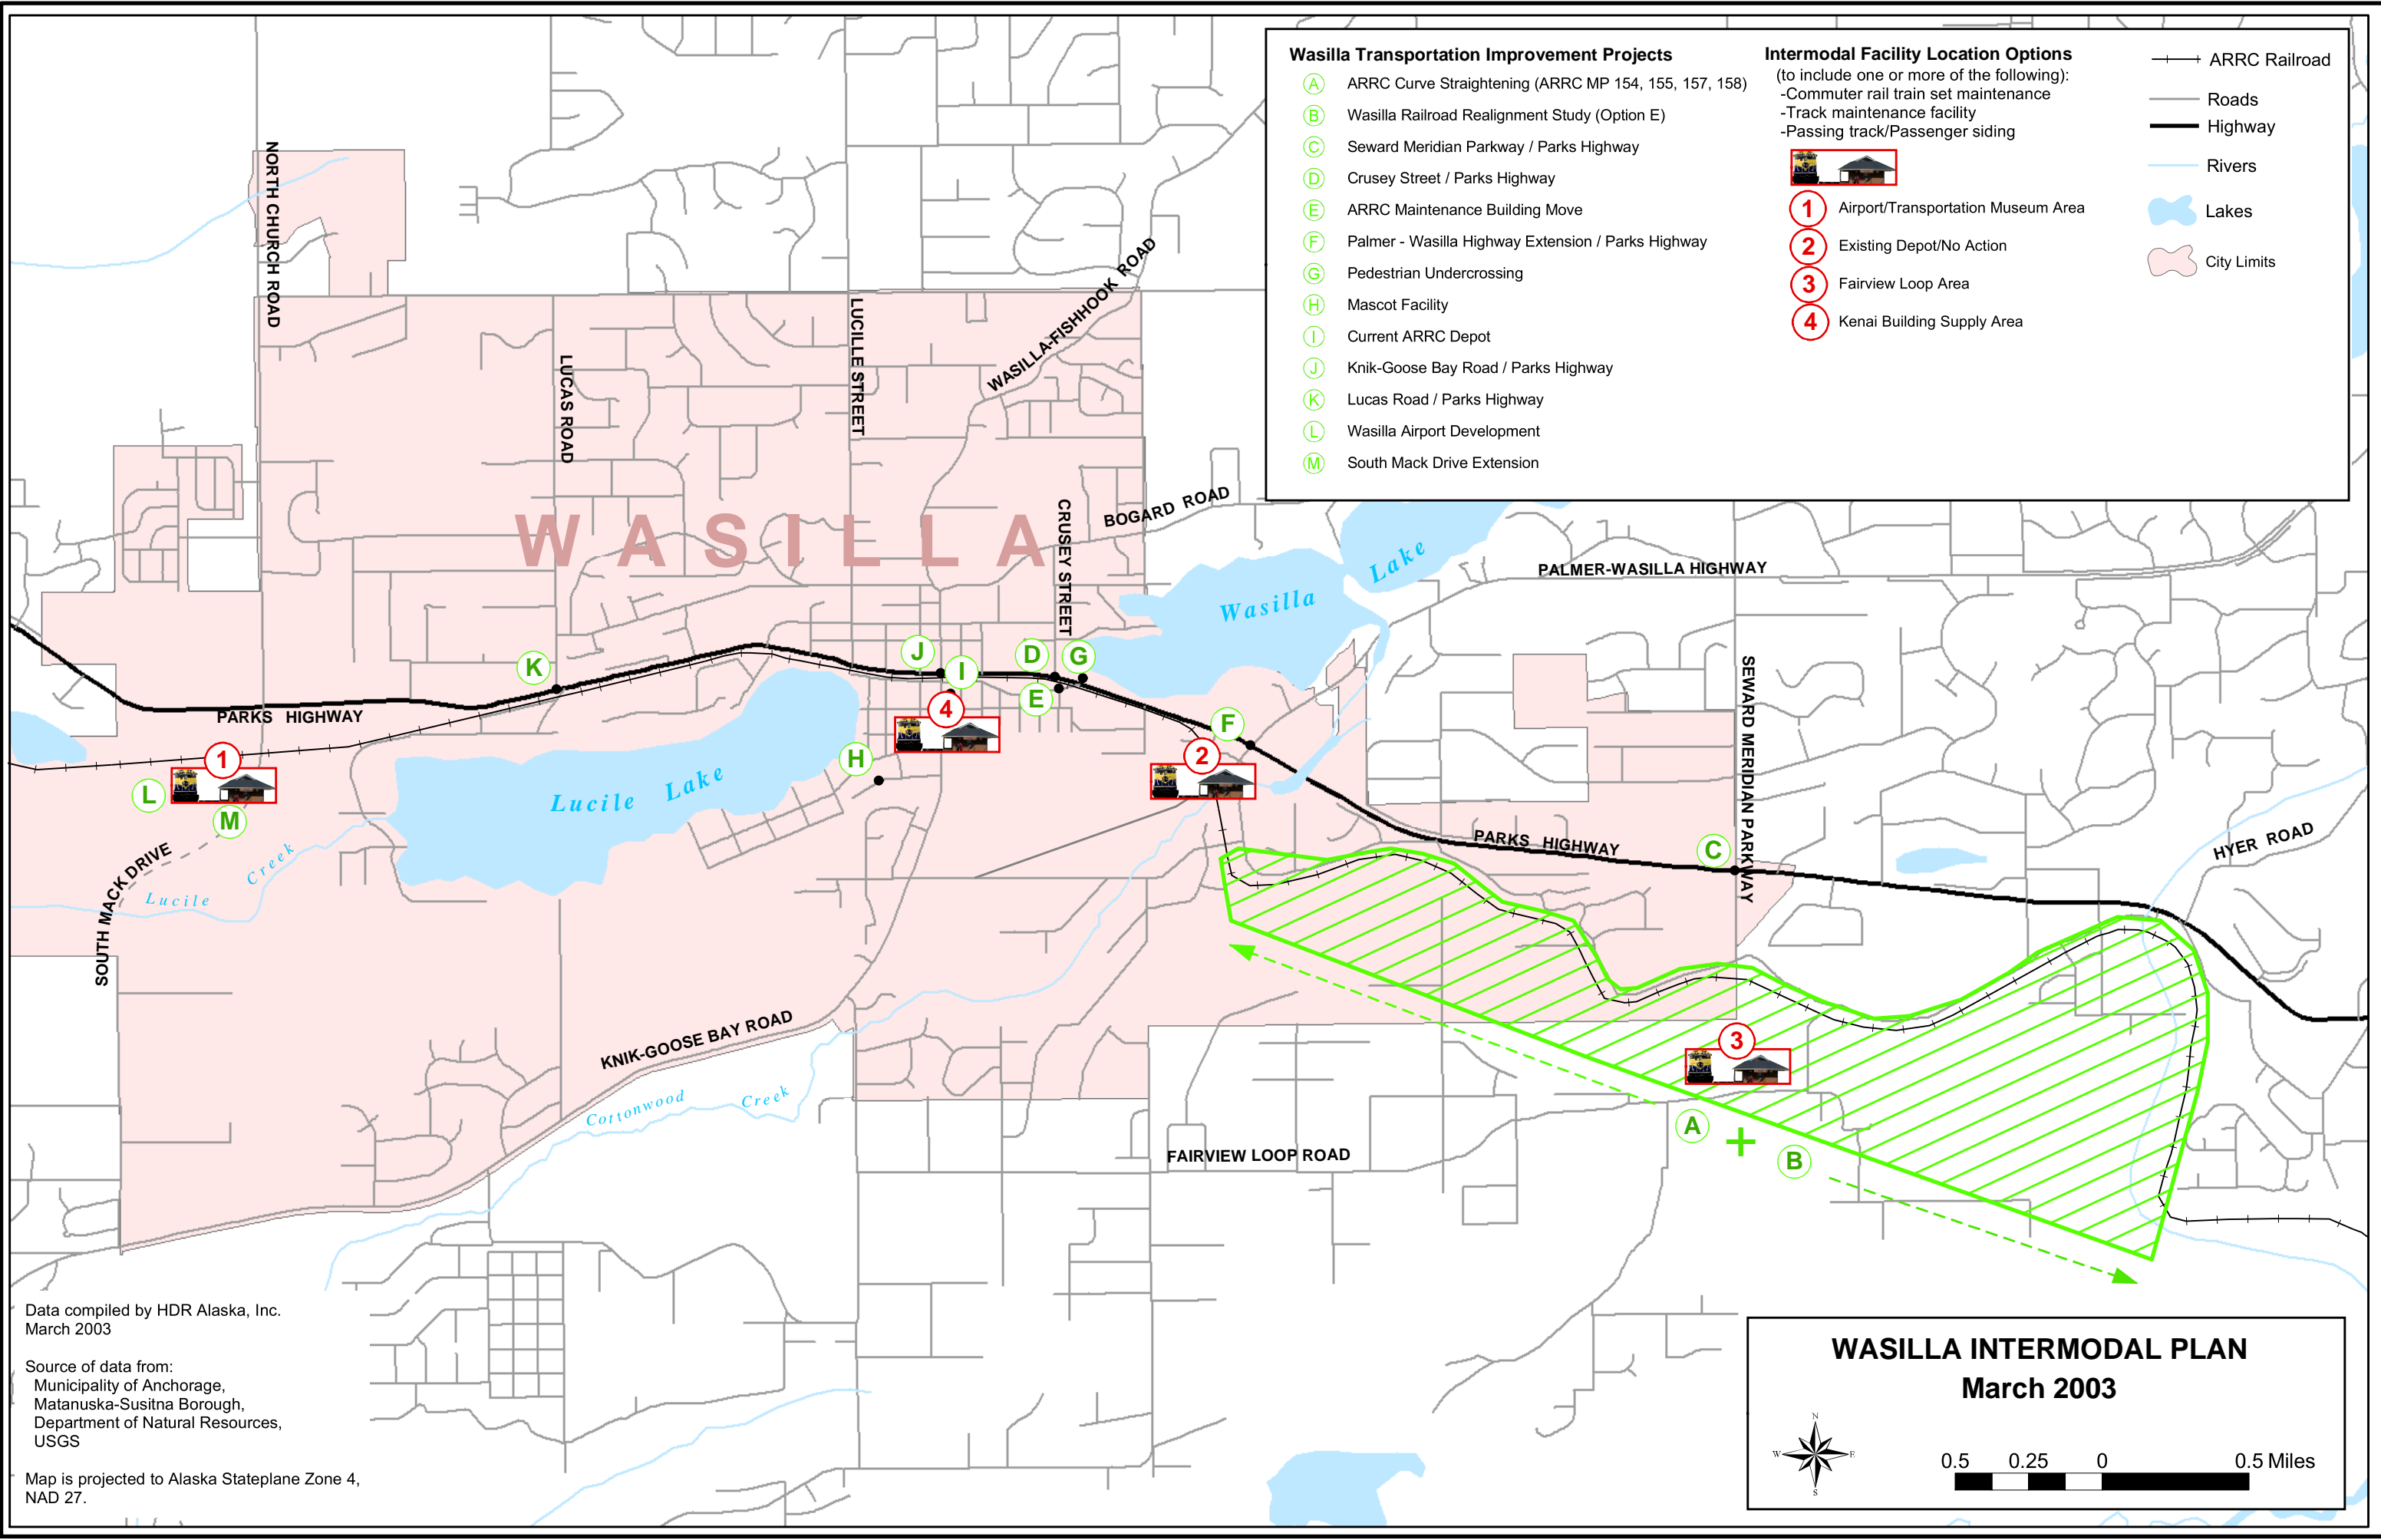 Wasilla Transportation Improvement Projects
A ARRC Curve Straightening (ARRC MP 154, 155, 157, 158)
B Wasilla Railroad Realignment Study (Option E)
C Seward Meridian Parkway / Parks Highway
D Crusey Street / Parks Highway
E ARRC Maintenance Building Move
F Palmer - Wasilla Highway Extension / Parks Highway
G Pedestrian Undercrossing
H Mascot Facility
I Current ARRC Depot
J Knik-Goose Bay Road / Parks Highway
K Lucas Road / Parks Highway
L Wasilla Airport Development
M South Mack Drive Extension
Intermodal Facility Location Options
(to include one or more of the following):
-Commuter rail train set maintenance
-Track maintenance facility
-Passing track/Passenger siding
1 Airport/Transportation Museum Area
2 Existing Depot/No Action
3 Fairview Loop Area
4 Kenai Building Supply Area
ARRC Railroad
Roads
Highway
Rivers
Lakes
City Limits
NORTH CHURCH ROAD
LUCAS ROAD
LUCILLE STREET
WASILLA-FISHHOOK ROAD
CRUSEY STREET
BOGARD ROAD
WASILLA
Wasilla Lake
PALMER-WASILLA HIGHWAY
SEWARD MERIDIAN PARKWAY
K
J
I
D
G
E
F
PARKS HIGHWAY
1
L
M
4
H
2
Lucile Lake
PARKS HIGHWAY
C
HYER ROAD
SOUTH MACK DRIVE
Lucile Creek
KNIK-GOOSE BAY ROAD
Cottonwood Creek
3
A
+
B
FAIRVIEW LOOP ROAD
Data compiled by HDR Alaska, Inc.
March 2003
Source of data from:
Municipality of Anchorage,
Matanuska-Susitna Borough,
Department of Natural Resources,
USGS
Map is projected to Alaska Stateplane Zone 4,
NAD 27.
WASILLA INTERMODAL PLAN
March 2003
N
W E
S
0.5 0.25 0 0.5 Miles